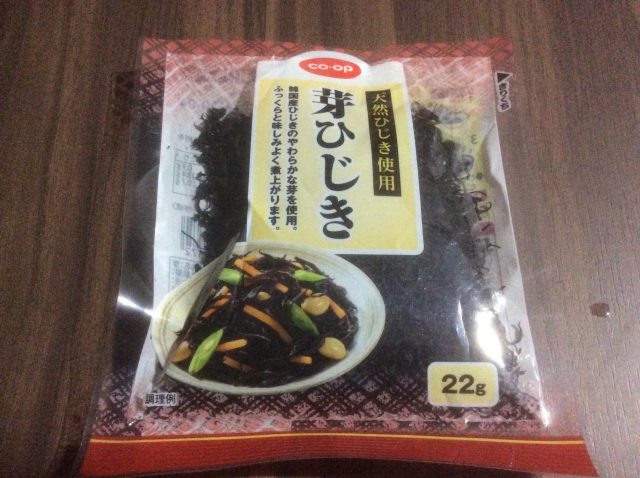 co・op
天然ひじき使用
芽ひじき
韓国産ひじきのやわらかな芽を使用。
ふっくらと味しみよく煮上がります。
調理例
22g